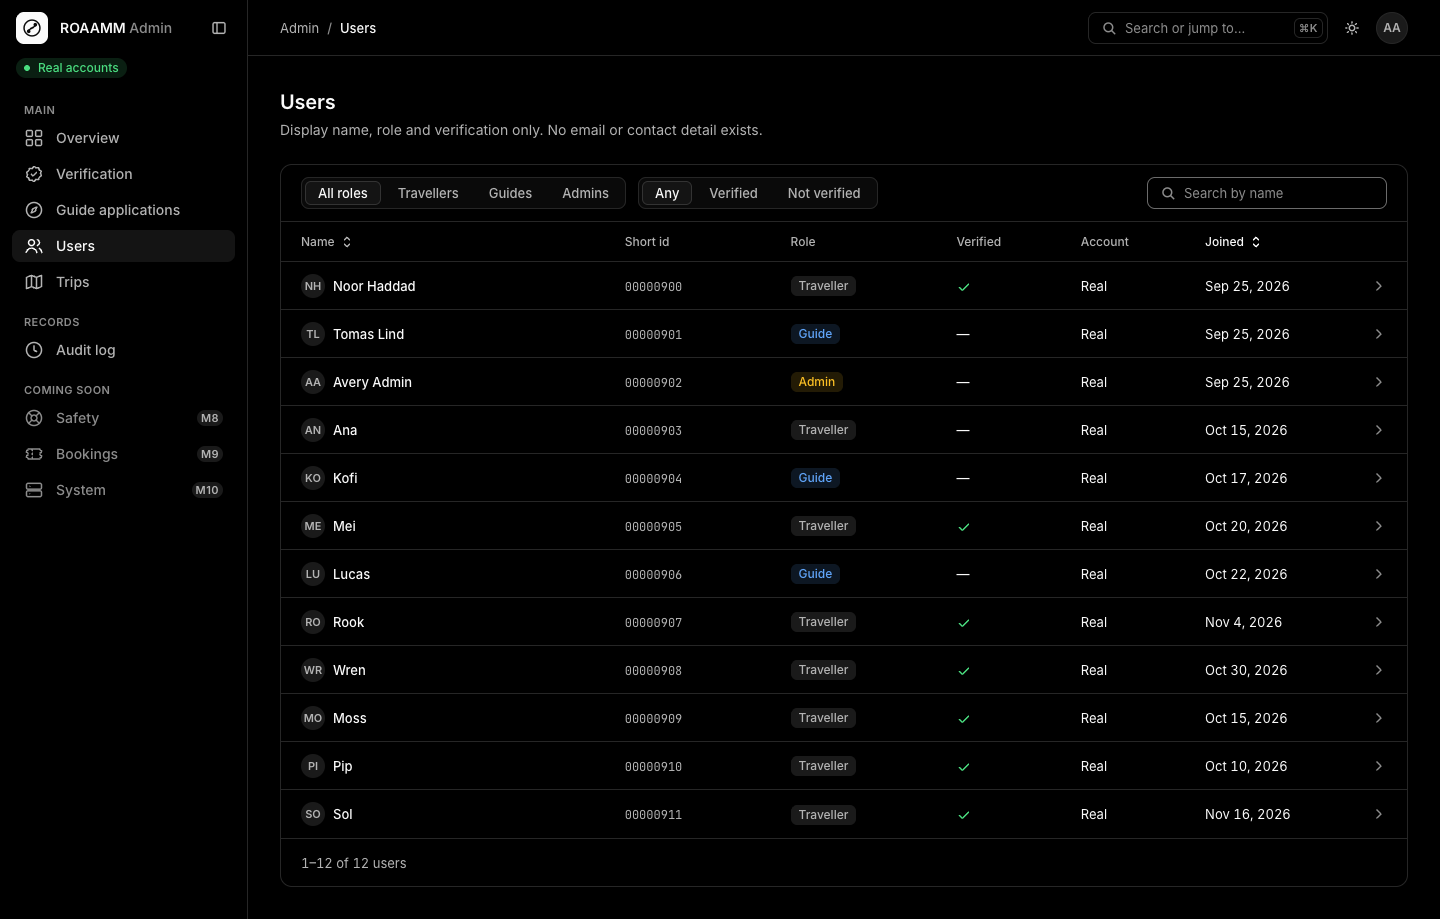 ROAAMM Admin
Real accounts
MAIN
Overview
Verification
Guide applications
Users
Trips
RECORDS
Audit log
COMING SOON
Safety M8
Bookings M9
System M10
Admin / Users
Search or jump to... ⌘K
AA
Users
Display name, role and verification only. No email or contact detail exists.
All roles Travellers Guides Admins Any Verified Not verified Search by name
Name Short id Role Verified Account Joined
NH Noor Haddad 00000900 Traveller Real Sep 25, 2026
TL Tomas Lind 00000901 Guide — Real Sep 25, 2026
AA Avery Admin 00000902 Admin — Real Sep 25, 2026
AN Ana 00000903 Traveller — Real Oct 15, 2026
KO Kofi 00000904 Guide — Real Oct 17, 2026
ME Mei 00000905 Traveller Real Oct 20, 2026
LU Lucas 00000906 Guide — Real Oct 22, 2026
RO Rook 00000907 Traveller Real Nov 4, 2026
WR Wren 00000908 Traveller Real Oct 30, 2026
MO Moss 00000909 Traveller Real Oct 15, 2026
PI Pip 00000910 Traveller Real Oct 10, 2026
SO Sol 00000911 Traveller Real Nov 16, 2026
1–12 of 12 users